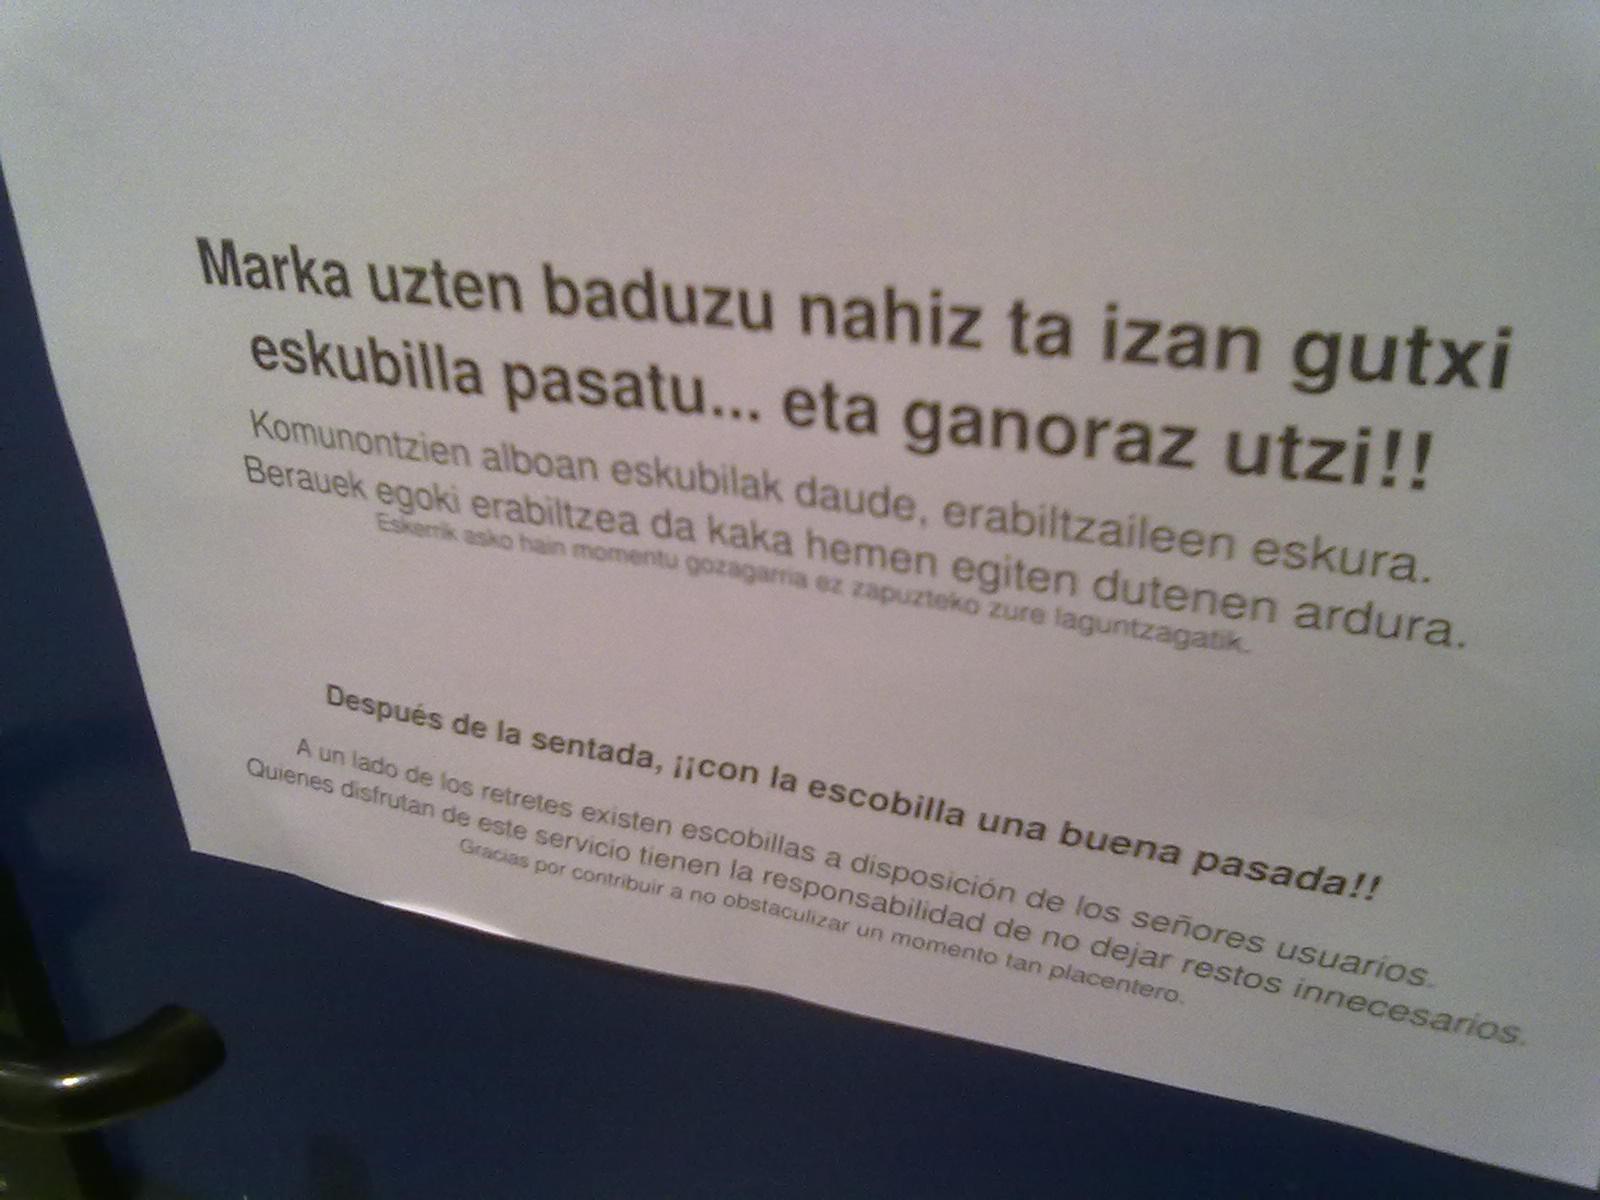 Marka uzten baduzu nahiz ta izan gutxi
eskubilla pasatu... eta ganoraz utzi!!
Komunontzien alboan eskubilak daude, erabiltzaileen eskura.
Berauek egoki erabiltzea da kaka hemen egiten dutenen ardura.
Eskerrik asko hain momentu gozagarria ez zapuzteko zure laguntzagatik.
Después de la sentada, ¡¡con la escobilla una buena pasada!!
A un lado de los retretes existen escobillas a disposición de los señores usuarios.
Quienes disfrutan de este servicio tienen la responsabilidad de no dejar restos innecesarios.
Gracias por contribuir a no obstaculizar un momento tan placentero.